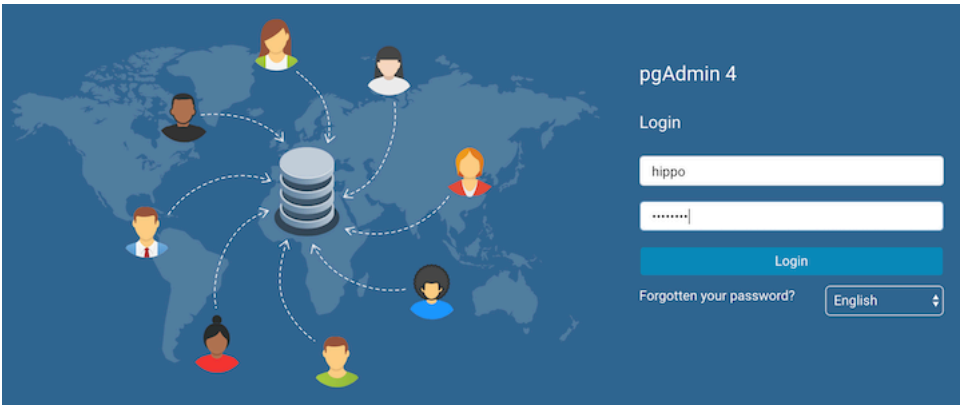 pgAdmin 4
Login
hippo
••••••••
Login
Forgotten your password?
English